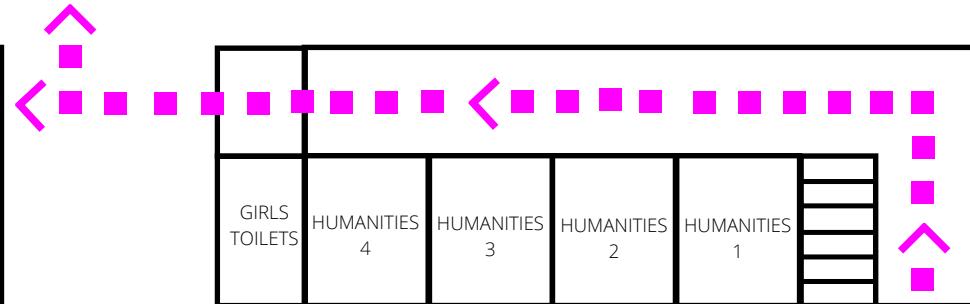 GIRLS
TOILETS
HUMANITIES
4
HUMANITIES
3
HUMANITIES
2
HUMANITIES
1